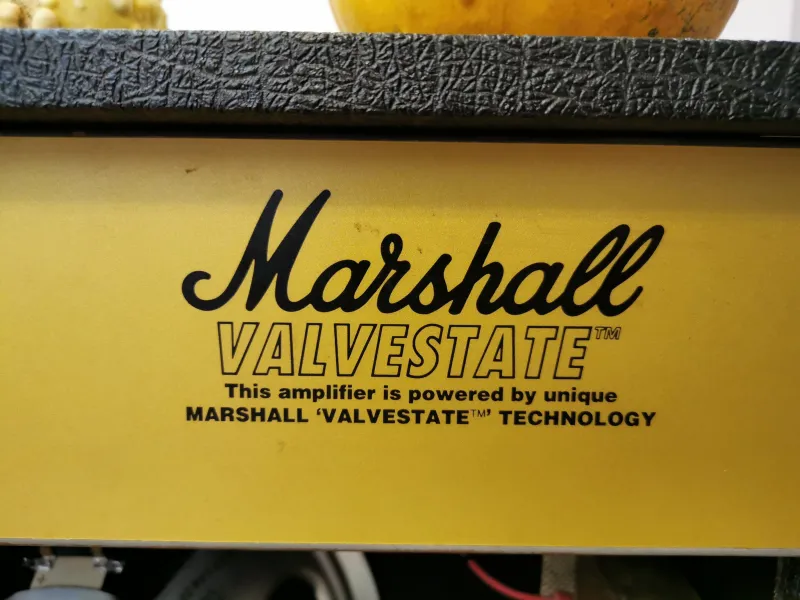 Marshall
VALVESTATE™
This amplifier is powered by unique
MARSHALL 'VALVESTATE™' TECHNOLOGY